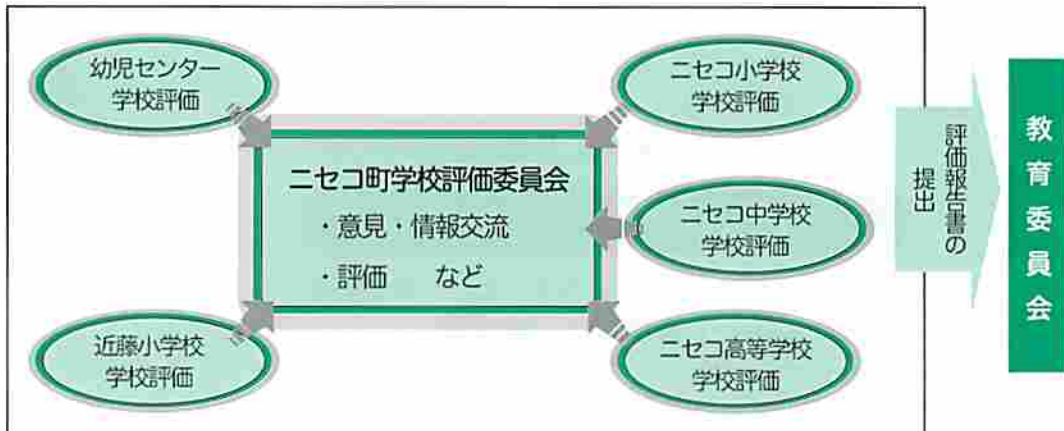 幼児センター
学校評価
ニセコ小学校
学校評価
ニセコ町学校評価委員会
・意見・情報交流
・評価　など
ニセコ中学校
学校評価
近藤小学校
学校評価
ニセコ高等学校
学校評価
評価報告書の
提出
教育委員会